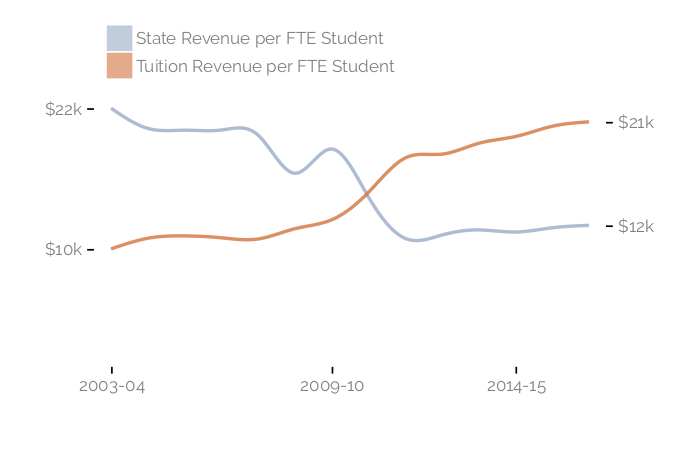 State Revenue per FTE Student
Tuition Revenue per FTE Student
$22k
$21k
$12k
$10k
2003-04 2009-10 2014-15